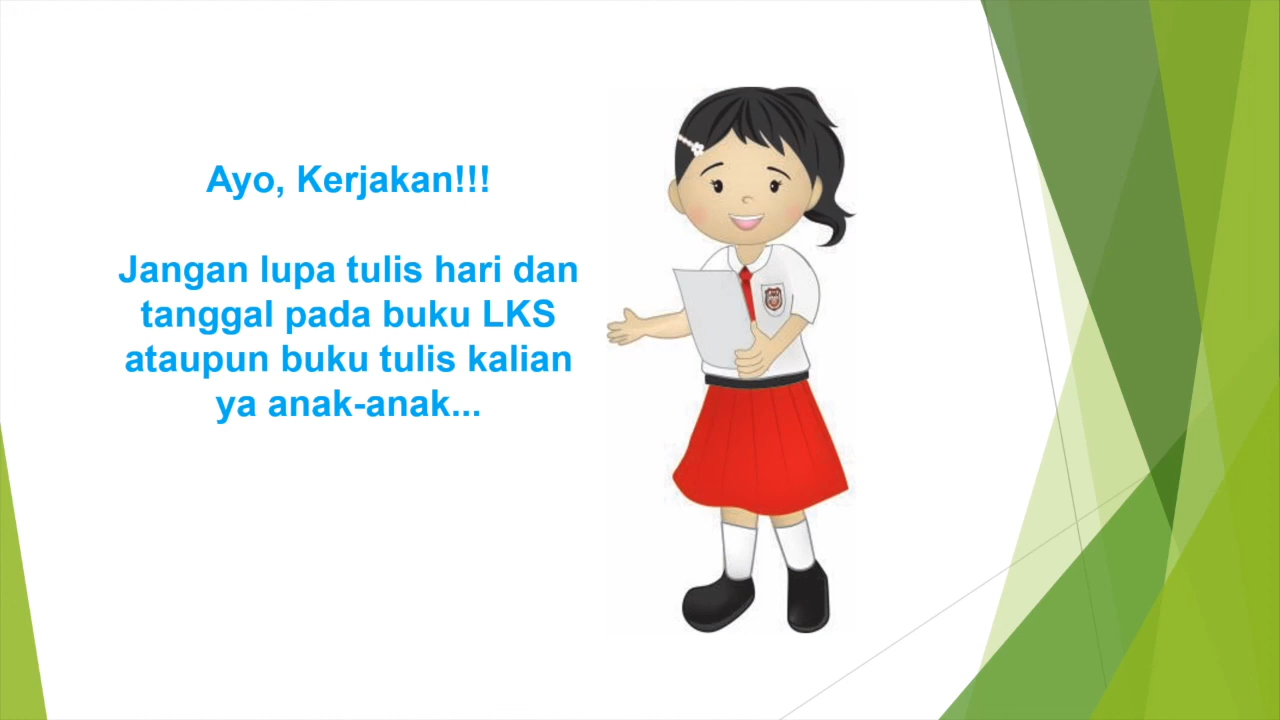 Ayo, Kerjakan!!!
Jangan lupa tulis hari dan
tanggal pada buku LKS
ataupun buku tulis kalian
ya anak-anak...